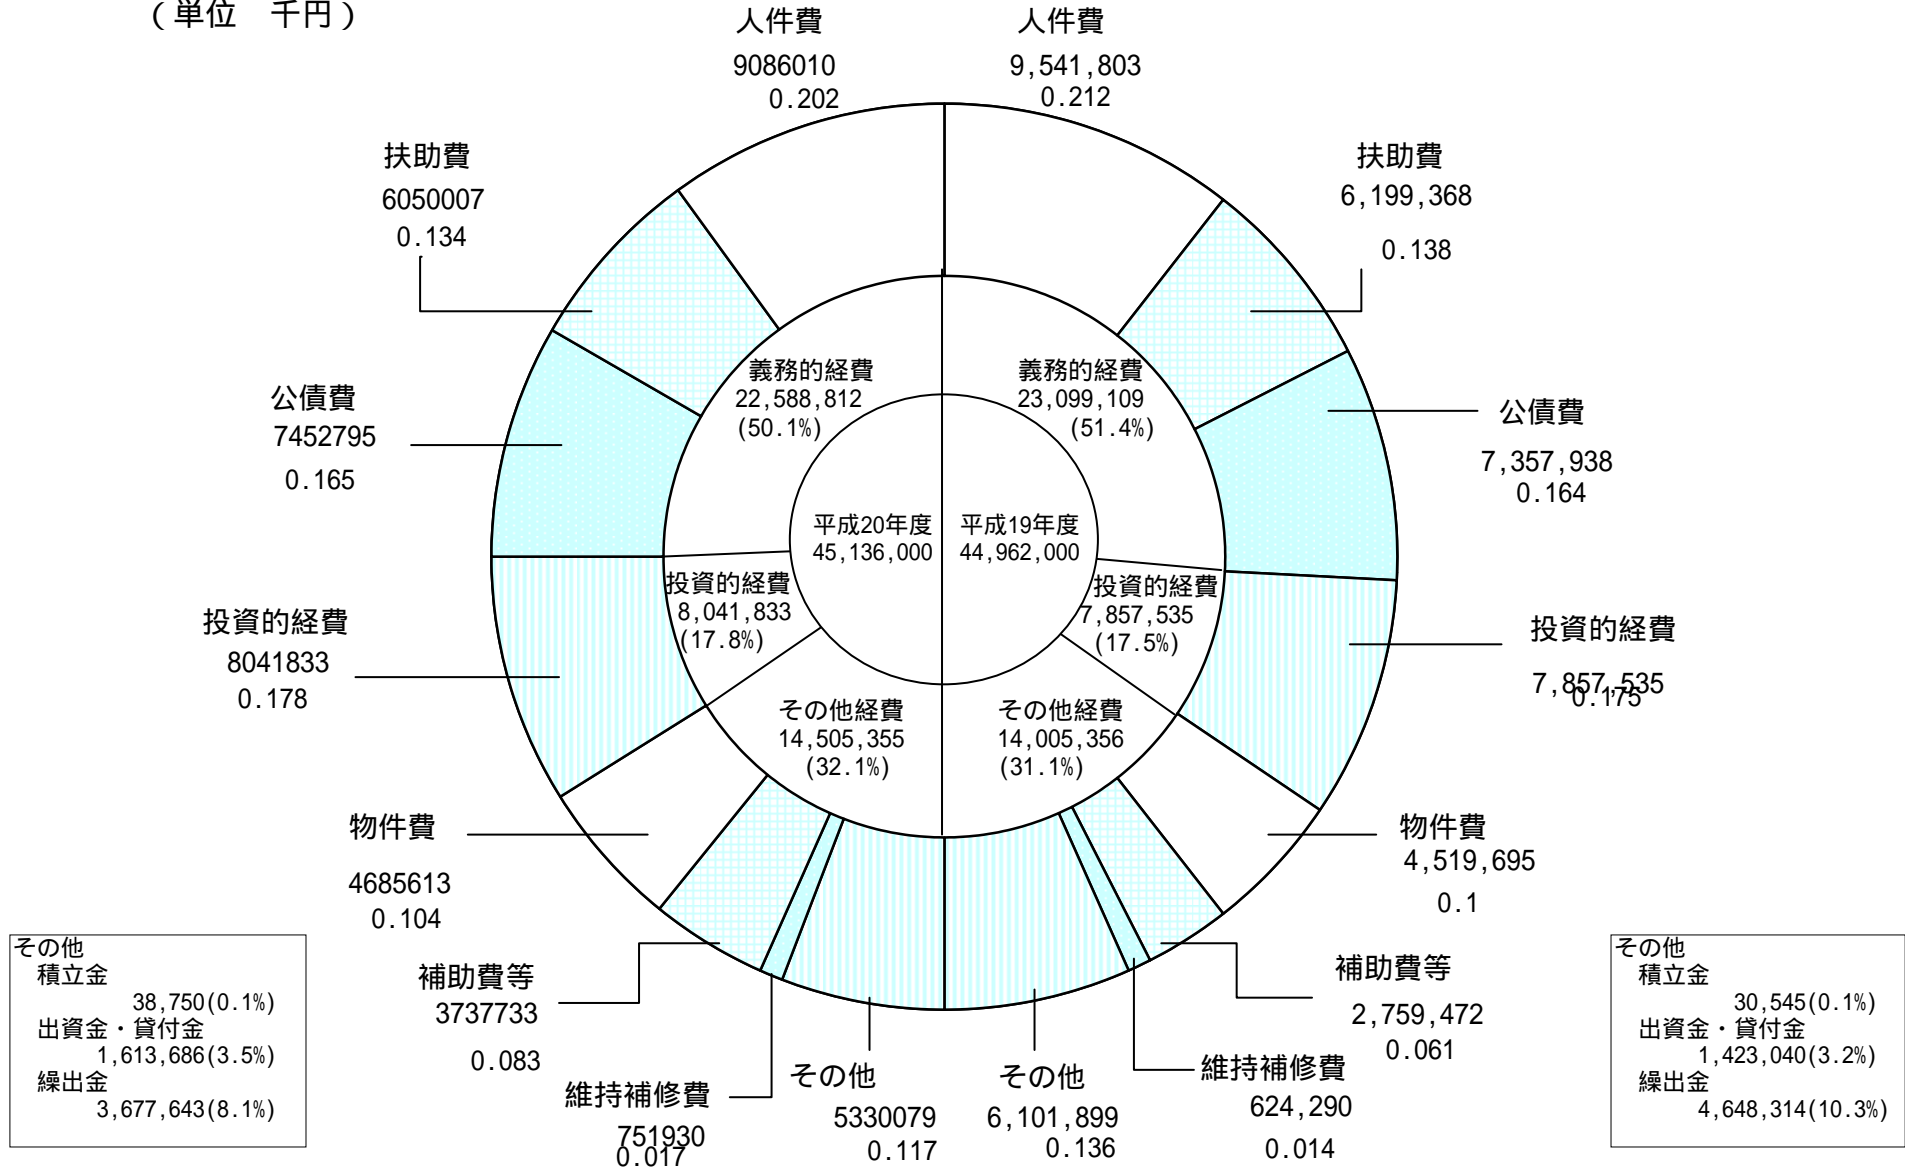 （単位　千円）
人件費
9086010
0.202
人件費
9,541,803
0.212
扶助費
6050007
0.134
扶助費
6,199,368
0.138
公債費
7452795
0.165
公債費
7,357,938
0.164
投資的経費
8041833
0.178
投資的経費
7,857,535
0.175
物件費
4685613
0.104
物件費
4,519,695
0.1
補助費等
3737733
0.083
補助費等
2,759,472
0.061
維持補修費
751930
0.017
その他
5330079
0.117
その他
6,101,899
0.136
維持補修費
624,290
0.014
義務的経費
22,588,812
(50.1%)
義務的経費
23,099,109
(51.4%)
平成20年度
45,136,000
平成19年度
44,962,000
投資的経費
8,041,833
(17.8%)
投資的経費
7,857,535
(17.5%)
その他経費
14,505,355
(32.1%)
その他経費
14,005,356
(31.1%)
その他
積立金
38,750(0.1%)
出資金・貸付金
1,613,686(3.5%)
繰出金
3,677,643(8.1%)
その他
積立金
30,545(0.1%)
出資金・貸付金
1,423,040(3.2%)
繰出金
4,648,314(10.3%)